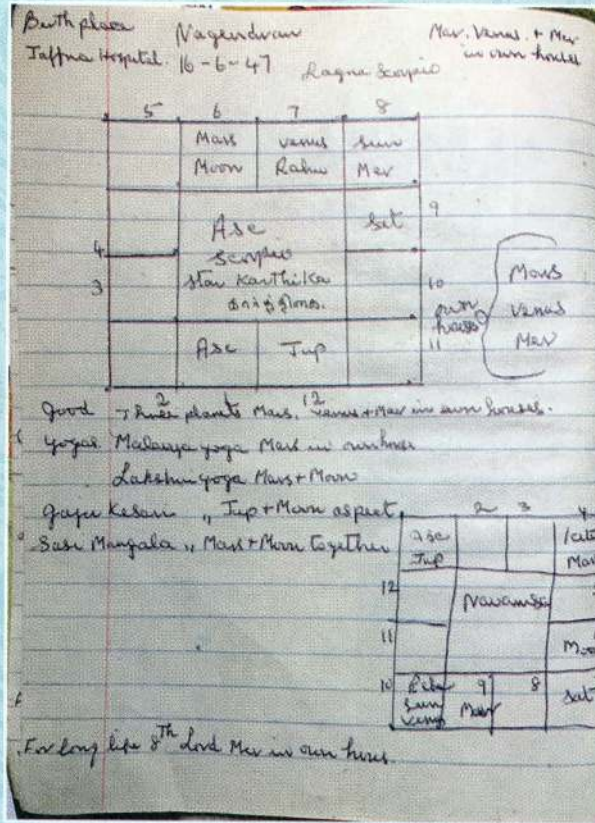 Birth place Nagendran Mar. Venus. + Mer
Jaffna Hospital. 16-6-47 Lagna Scorpio in own houses
5 6 7 8
Mars Venus Sun
Moon Rahu Mer
Asc Sat 9
4 Scorpio
3 Star Karthika 10
கார்த்திகை.
own houses
Mars
Venus
Mer
11
Asc Jup
2 12
Good Three planets Mars, Venus + Mer in own houses.
Yogas Malavya yoga Mars in own house
Lakshmi yoga Mars + Moon
Gaja Kesari ,, Jup + Moon aspect
Sasi Mangala ,, Mars + Moon together
2 3 4
Asc
Jup
Mar
12 Navamsa
11
10 9 8 Sat
Sun Mer
For long life 8th Lord Mer in own house.